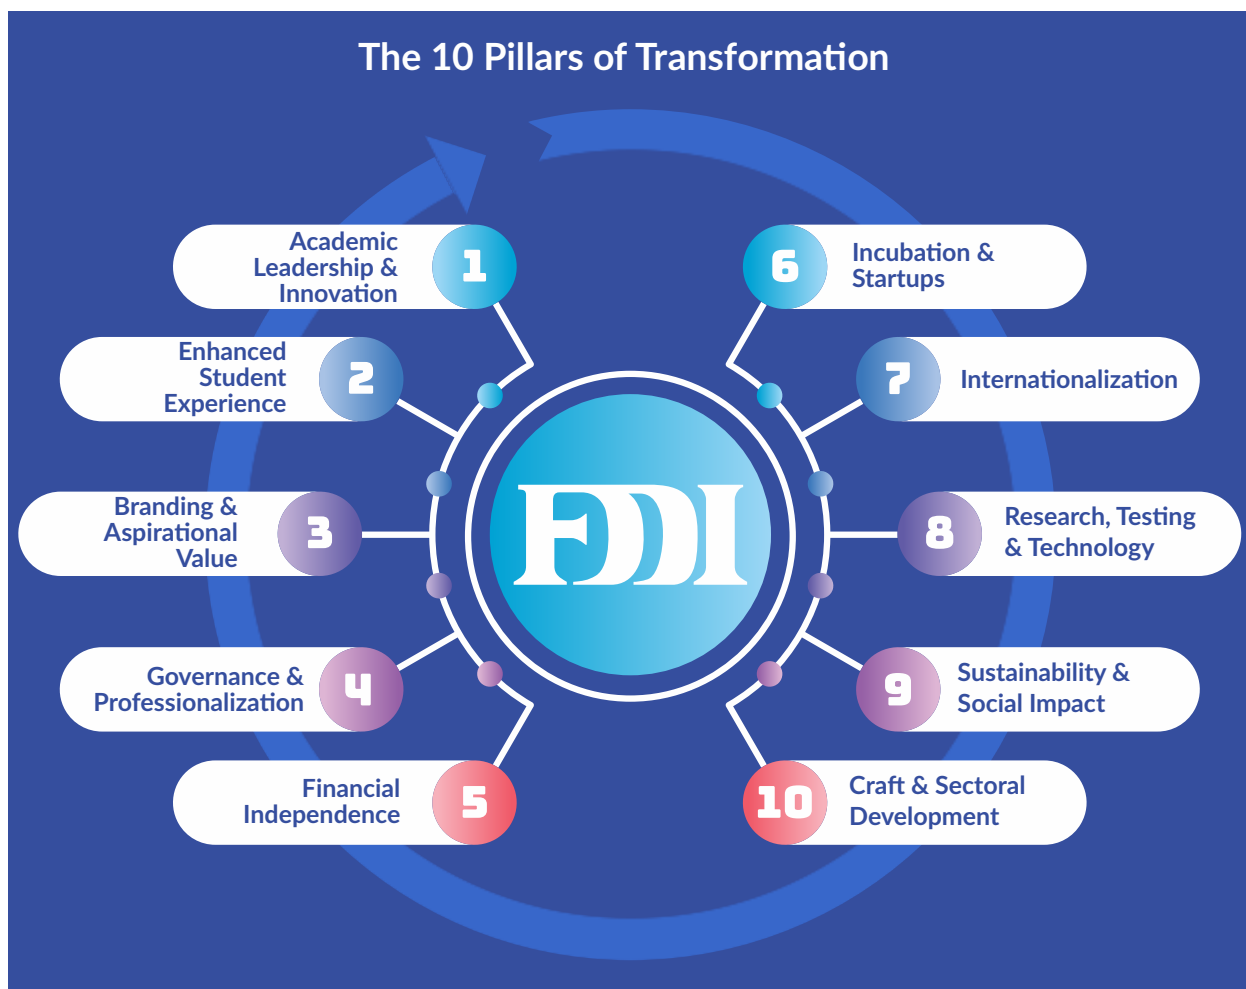 The 10 Pillars of Transformation
1
Academic
Leadership &
Innovation
2
Enhanced
Student
Experience
3
Branding &
Aspirational
Value
4
Governance &
Professionalization
5
Financial
Independence
FDDI
6
Incubation &
Startups
7
Internationalization
8
Research, Testing
& Technology
9
Sustainability &
Social Impact
10
Craft & Sectoral
Development